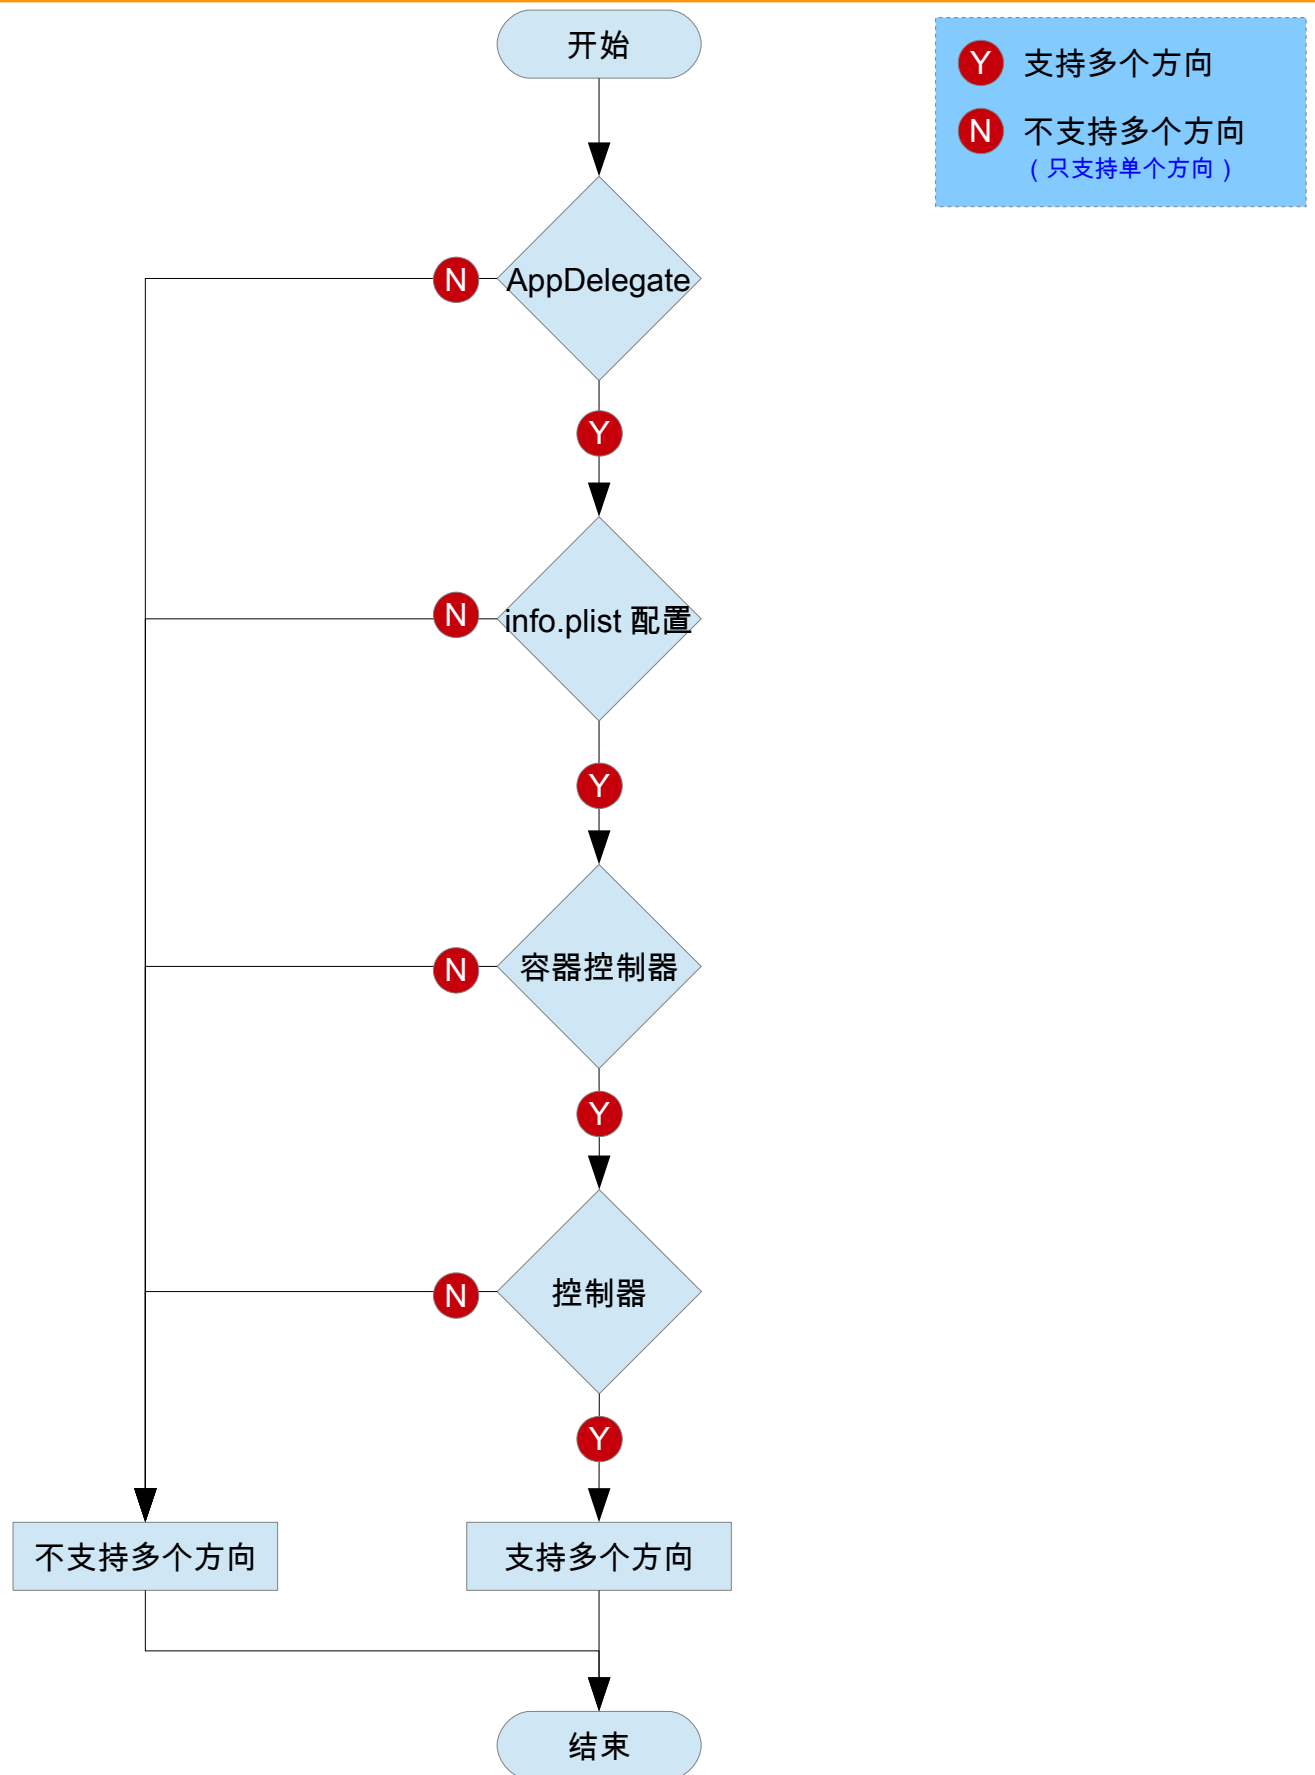 开始
Y 支持多个方向
N 不支持多个方向
（只支持单个方向）
N
AppDelegate
Y
N
info.plist 配置
Y
N
容器控制器
Y
N
控制器
Y
不支持多个方向
支持多个方向
结束